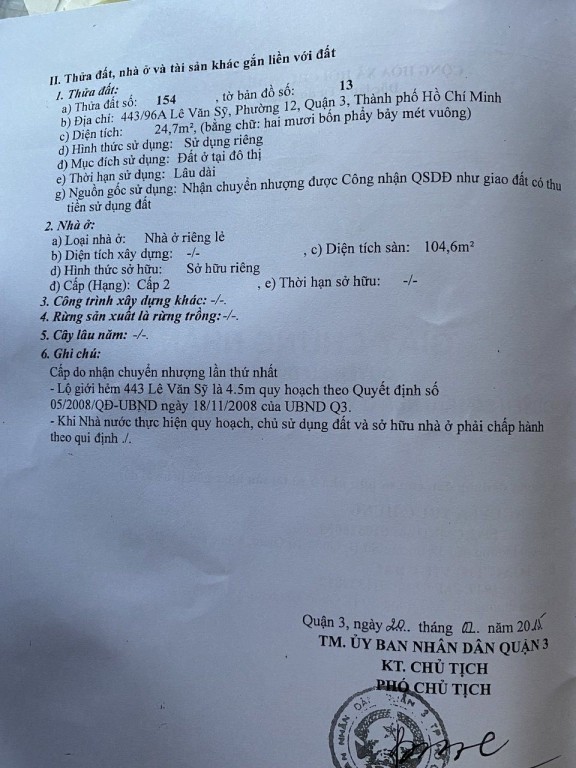 II. Thửa đất, nhà ở và tài sản khác gắn liền với đất
1. Thửa đất:
a) Thửa đất số: 154 , tờ bản đồ số: 13
b) Địa chỉ: 443/96A Lê Văn Sỹ, Phường 12, Quận 3, Thành phố Hồ Chí Minh
c) Diện tích: 24,7m², (bằng chữ: hai mươi bốn phẩy bảy mét vuông)
d) Hình thức sử dụng: Sử dụng riêng
đ) Mục đích sử dụng: Đất ở tại đô thị
e) Thời hạn sử dụng: Lâu dài
g) Nguồn gốc sử dụng: Nhận chuyển nhượng được Công nhận QSDĐ như giao đất có thu
tiền sử dụng đất
2. Nhà ở:
a) Loại nhà ở: Nhà ở riêng lẻ
b) Diện tích xây dựng: -/- , c) Diện tích sàn: 104,6m²
d) Hình thức sở hữu: Sở hữu riêng
đ) Cấp (Hạng): Cấp 2 , e) Thời hạn sở hữu: -/-
3. Công trình xây dựng khác: -/-.
4. Rừng sản xuất là rừng trồng: -/-.
5. Cây lâu năm: -/-.
6. Ghi chú:
Cấp do nhận chuyển nhượng lần thứ nhất
- Lộ giới hẻm 443 Lê Văn Sỹ là 4.5m quy hoạch theo Quyết định số
05/2008/QĐ-UBND ngày 18/11/2008 của UBND Q3.
- Khi Nhà nước thực hiện quy hoạch, chủ sử dụng đất và sở hữu nhà ở phải chấp hành
theo qui định ./.
Quận 3, ngày 20.. tháng 02. năm 20
TM. ỦY BAN NHÂN DÂN QUẬN 3
KT. CHỦ TỊCH
PHÓ CHỦ TỊCH